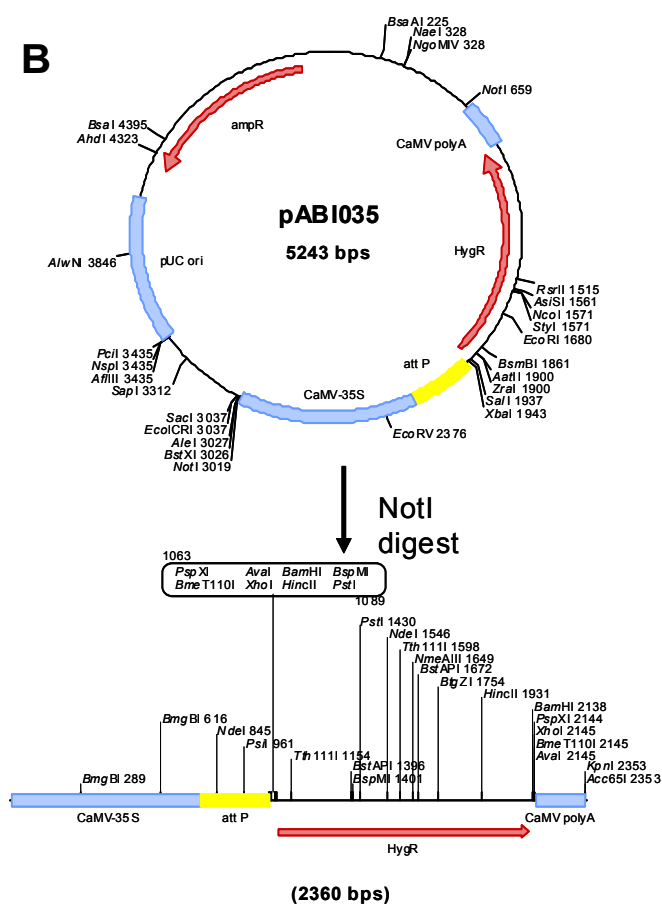 B
BsaAI 225
NaeI 328
NgoMIV 328
NotI 659
CaMV polyA
ampR
BsaI 4395
AhdI 4323
pABI035
5243 bps
HygR
AlwNI 3846
pUC ori
RsrII 1515
AsiSI 1561
NcoI 1571
StyI 1571
EcoRI 1680
PciI 3435
NspI 3435
AflIII 3435
SapI 3312
att P
BsmBI 1861
AatII 1900
ZraI 1900
SalI 1937
XbaI 1943
CaMV-35S
SacI 3037
EcoICRI 3037
AleI 3027
BstXI 3026
NotI 3019
EcoRV 2376
NotI
digest
1063
PspXI AvaI BamHI BspMI
BmeT110I XhoI HincII PstI
1089
PstI 1430
NdeI 1546
Tth111I 1598
NmeAIII 1649
BstAPI 1672
BtgZI 1754
HincII 1931
BamHI 2138
PspXI 2144
XhoI 2145
BmeT110I 2145
AvaI 2145
KpnI 2353
Acc65I 2353
BmgBI 616
NdeI 845
PsiI 961
Tth111I 1154
BstAPI 1396
BspMI 1401
BmgBI 289
CaMV-35S
att P
CaMV polyA
HygR
(2360 bps)